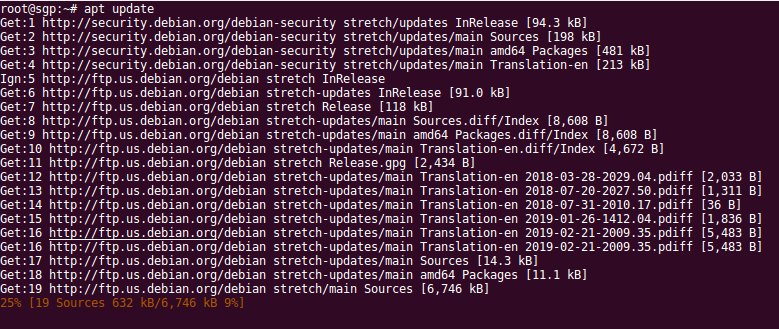 root@sgp:~# apt update
Get:1 http://security.debian.org/debian-security stretch/updates InRelease [94.3 kB]
Get:2 http://security.debian.org/debian-security stretch/updates/main Sources [198 kB]
Get:3 http://security.debian.org/debian-security stretch/updates/main amd64 Packages [481 kB]
Get:4 http://security.debian.org/debian-security stretch/updates/main Translation-en [213 kB]
Ign:5 http://ftp.us.debian.org/debian stretch InRelease
Get:6 http://ftp.us.debian.org/debian stretch-updates InRelease [91.0 kB]
Get:7 http://ftp.us.debian.org/debian stretch Release [118 kB]
Get:8 http://ftp.us.debian.org/debian stretch-updates/main Sources.diff/Index [8,608 B]
Get:9 http://ftp.us.debian.org/debian stretch-updates/main amd64 Packages.diff/Index [8,608 B]
Get:10 http://ftp.us.debian.org/debian stretch-updates/main Translation-en.diff/Index [4,672 B]
Get:11 http://ftp.us.debian.org/debian stretch Release.gpg [2,434 B]
Get:12 http://ftp.us.debian.org/debian stretch-updates/main Translation-en 2018-03-28-2029.04.pdiff [2,033 B]
Get:13 http://ftp.us.debian.org/debian stretch-updates/main Translation-en 2018-07-20-2027.50.pdiff [1,311 B]
Get:14 http://ftp.us.debian.org/debian stretch-updates/main Translation-en 2018-07-31-2010.17.pdiff [36 B]
Get:15 http://ftp.us.debian.org/debian stretch-updates/main Translation-en 2019-01-26-1412.04.pdiff [1,836 B]
Get:16 http://ftp.us.debian.org/debian stretch-updates/main Translation-en 2019-02-21-2009.35.pdiff [5,483 B]
Get:16 http://ftp.us.debian.org/debian stretch-updates/main Translation-en 2019-02-21-2009.35.pdiff [5,483 B]
Get:17 http://ftp.us.debian.org/debian stretch-updates/main Sources [14.3 kB]
Get:18 http://ftp.us.debian.org/debian stretch-updates/main amd64 Packages [11.1 kB]
Get:19 http://ftp.us.debian.org/debian stretch/main Sources [6,746 kB]
25% [19 Sources 632 kB/6,746 kB 9%]